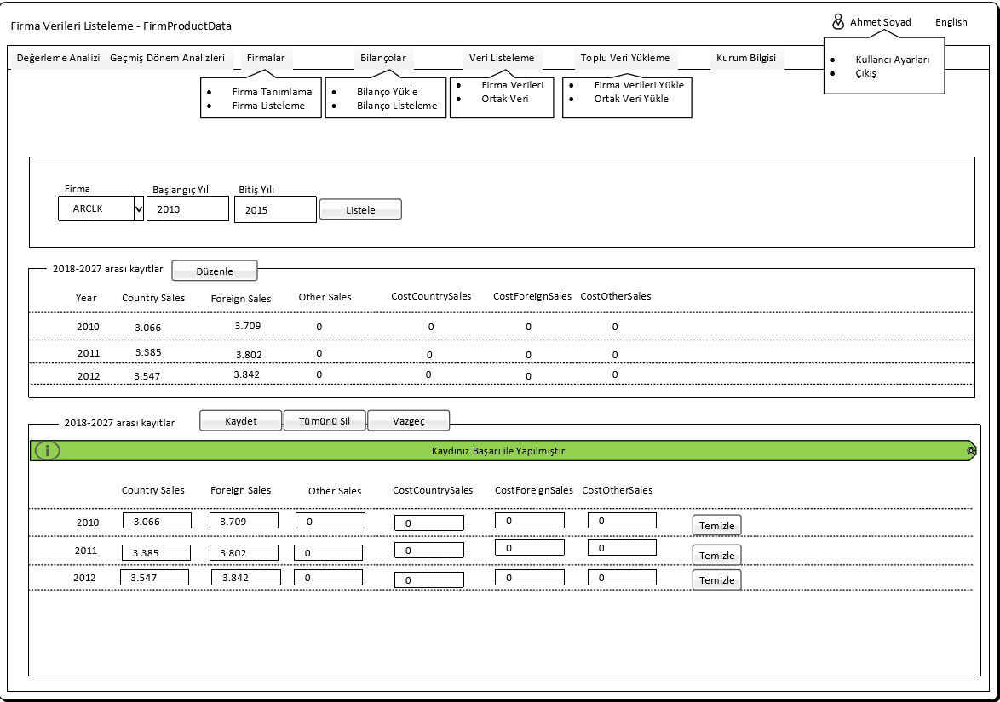 Firma Verileri Listeleme - FirmProductData
Ahmet Soyad English
Kullancı Ayarları
Çıkış
Değerleme Analizi Geçmiş Dönem Analizleri Firmalar Bilançolar Veri Listeleme Toplu Veri Yükleme Kurum Bilgisi
Firma Tanımlama
Firma Listeleme
Bilanço Yükle
Bilanço Lİsteleme
Firma Verileri
Ortak Veri
Firma Verileri Yükle
Ortak Veri Yükle
Firma Başlangıç Yılı Bitiş Yılı
ARCLK 2010 2015 Listele
2018-2027 arası kayıtlar Düzenle
Year Country Sales Foreign Sales Other Sales CostCountrySales CostForeignSales CostOtherSales
2010 3.066 3.709 0 0 0 0
2011 3.385 3.802 0 0 0 0
2012 3.547 3.842 0 0 0 0
2018-2027 arası kayıtlar Kaydet Tümünü Sil Vazgeç
Kaydınız Başarı ile Yapılmıştır
Country Sales Foreign Sales Other Sales CostCountrySales CostForeignSales CostOtherSales
2010 3.066 3.709 0 0 0 0 Temizle
2011 3.385 3.802 0 0 0 0 Temizle
2012 3.547 3.842 0 0 0 0 Temizle